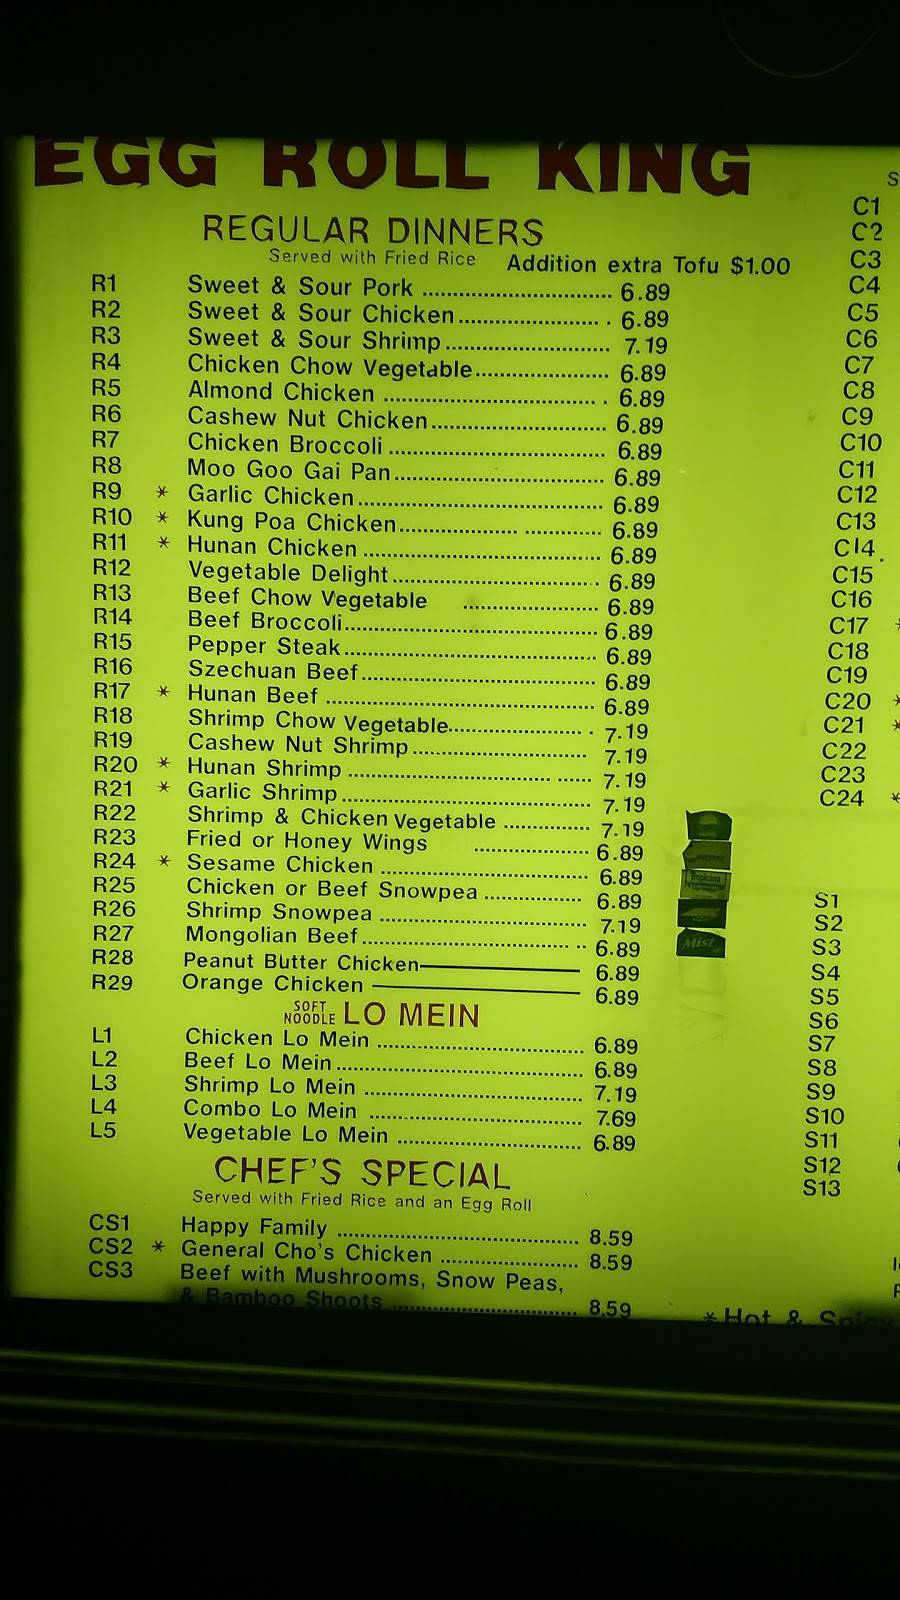 EGG ROLL KING
REGULAR DINNERS
Served with Fried Rice Addition extra Tofu $1.00
R1 Sweet & Sour Pork 6.89
R2 Sweet & Sour Chicken 6.89
R3 Sweet & Sour Shrimp 7.19
R4 Chicken Chow Vegetable 6.89
R5 Almond Chicken 6.89
R6 Cashew Nut Chicken 6.89
R7 Chicken Broccoli 6.89
R8 Moo Goo Gai Pan 6.89
R9 * Garlic Chicken 6.89
R10 * Kung Poa Chicken 6.89
R11 * Hunan Chicken 6.89
R12 Vegetable Delight 6.89
R13 Beef Chow Vegetable 6.89
R14 Beef Broccoli 6.89
R15 Pepper Steak 6.89
R16 Szechuan Beef 6.89
R17 * Hunan Beef 6.89
R18 Shrimp Chow Vegetable 7.19
R19 Cashew Nut Shrimp 7.19
R20 * Hunan Shrimp 7.19
R21 * Garlic Shrimp 7.19
R22 Shrimp & Chicken Vegetable 7.19
R23 Fried or Honey Wings 6.89
R24 * Sesame Chicken 6.89
R25 Chicken or Beef Snowpea 6.89
R26 Shrimp Snowpea 7.19
R27 Mongolian Beef 6.89
R28 Peanut Butter Chicken 6.89
R29 Orange Chicken 6.89
SOFT NOODLE LO MEIN
L1 Chicken Lo Mein 6.89
L2 Beef Lo Mein 6.89
L3 Shrimp Lo Mein 7.19
L4 Combo Lo Mein 7.69
L5 Vegetable Lo Mein 6.89
CHEF'S SPECIAL
Served with Fried Rice and an Egg Roll
CS1 Happy Family 8.59
CS2 * General Cho's Chicken 8.59
CS3 Beef with Mushrooms, Snow Peas,
& Bamboo Shoots 8.59
C1
C2
C3
C4
C5
C6
C7
C8
C9
C10
C11
C12
C13
C14
C15
C16
C17 *
C18
C19
C20 *
C21 *
C22
C23
C24 *
Tropicana
Mist
S1
S2
S3
S4
S5
S6
S7
S8
S9
S10
S11
S12
S13
* Hot & Spicy